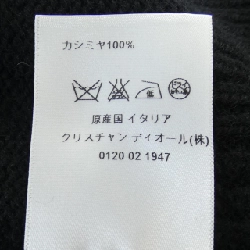 カシミヤ100%
低
原産国 イタリア
クリスチャン ディオール(株)
0120 02 1947